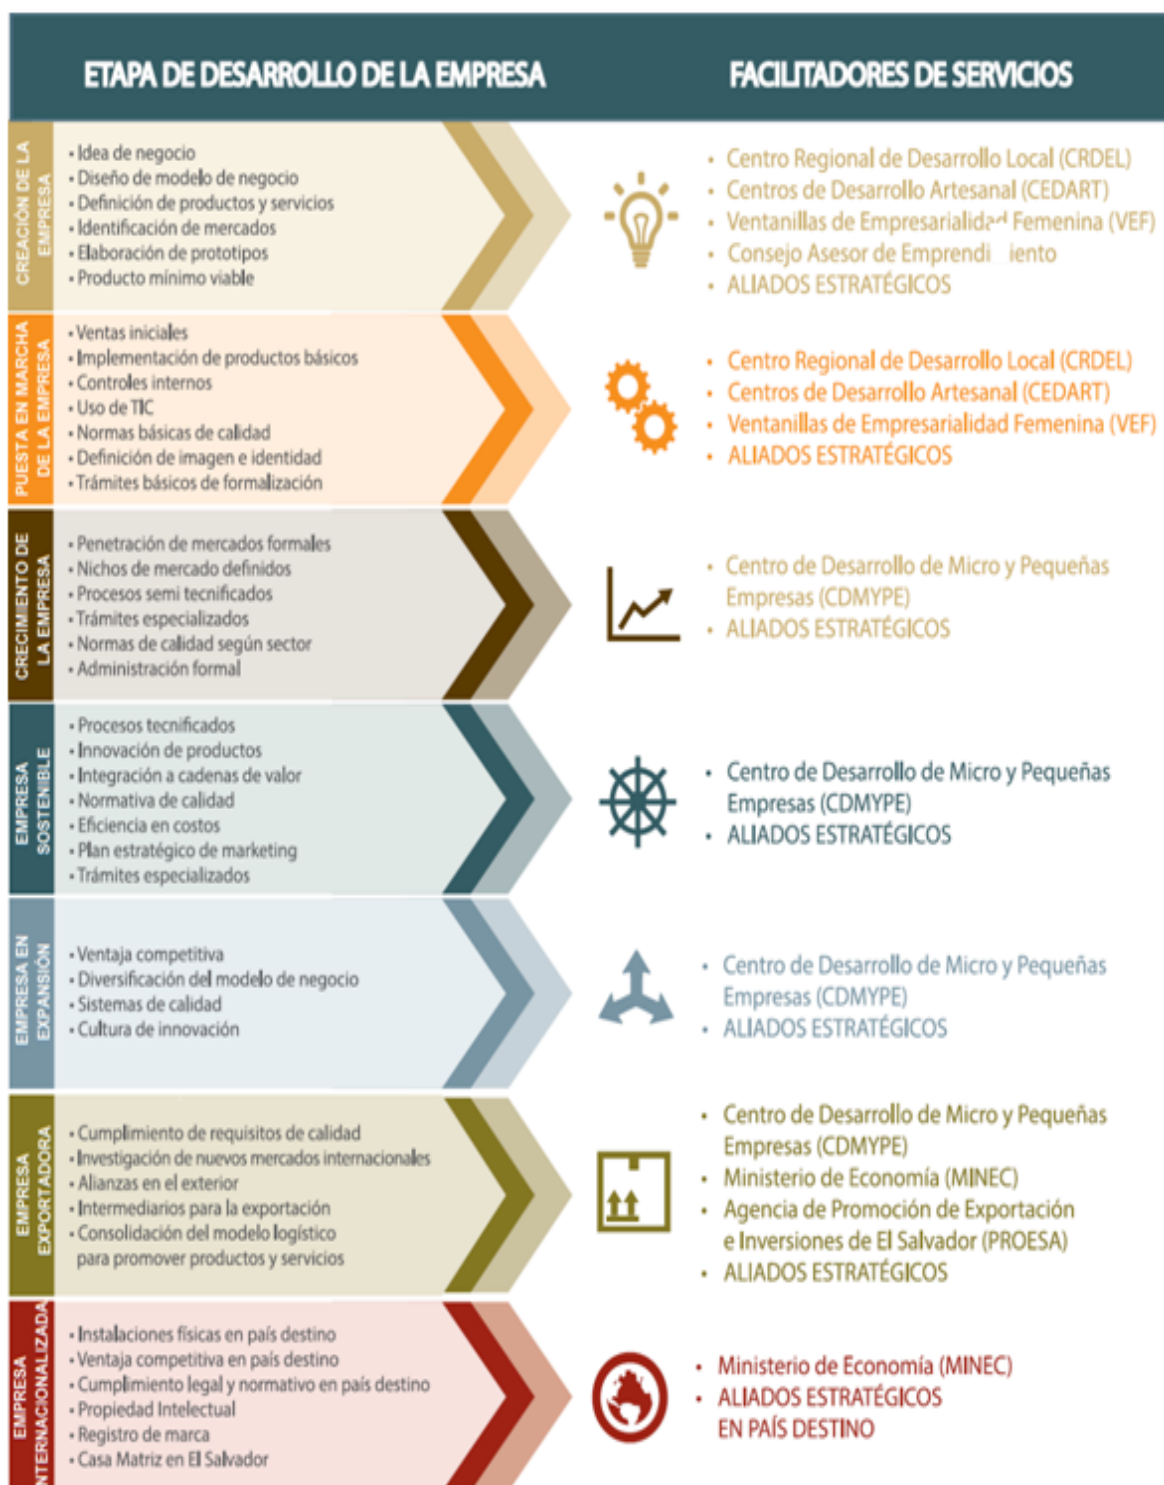 ETAPA DE DESARROLLO DE LA EMPRESA
FACILITADORES DE SERVICIOS
CREACIÓN DE LA
EMPRESA
• Idea de negocio
• Diseño de modelo de negocio
• Definición de productos y servicios
• Identificación de mercados
• Elaboración de prototipos
• Producto mínimo viable
• Centro Regional de Desarrollo Local (CRDEL)
• Centros de Desarrollo Artesanal (CEDART)
• Ventanillas de Empresarialidad Femenina (VEF)
• Consejo Asesor de Emprendi iento
• ALIADOS ESTRATÉGICOS
PUESTA EN MARCHA
DE LA EMPRESA
• Ventas iniciales
• Implementación de productos básicos
• Controles internos
• Uso de TIC
• Normas básicas de calidad
• Definición de imagen e identidad
• Trámites básicos de formalización
• Centro Regional de Desarrollo Local (CRDEL)
• Centros de Desarrollo Artesanal (CEDART)
• Ventanillas de Empresarialidad Femenina (VEF)
• ALIADOS ESTRATÉGICOS
CRECIMIENTO DE
LA EMPRESA
• Penetración de mercados formales
• Nichos de mercado definidos
• Procesos semi tecnificados
• Trámites especializados
• Normas de calidad según sector
• Administración formal
• Centro de Desarrollo de Micro y Pequeñas
Empresas (CDMYPE)
• ALIADOS ESTRATÉGICOS
EMPRESA
SOSTENIBLE
• Procesos tecnificados
• Innovación de productos
• Integración a cadenas de valor
• Normativa de calidad
• Eficiencia en costos
• Plan estratégico de marketing
• Trámites especializados
• Centro de Desarrollo de Micro y Pequeñas
Empresas (CDMYPE)
• ALIADOS ESTRATÉGICOS
EMPRESA EN
EXPANSIÓN
• Ventaja competitiva
• Diversificación del modelo de negocio
• Sistemas de calidad
• Cultura de innovación
• Centro de Desarrollo de Micro y Pequeñas
Empresas (CDMYPE)
• ALIADOS ESTRATÉGICOS
EMPRESA
EXPORTADORA
• Cumplimiento de requisitos de calidad
• Investigación de nuevos mercados internacionales
• Alianzas en el exterior
• Intermediarios para la exportación
• Consolidación del modelo logístico
para promover productos y servicios
• Centro de Desarrollo de Micro y Pequeñas
Empresas (CDMYPE)
• Ministerio de Economía (MINEC)
• Agencia de Promoción de Exportación
e Inversiones de El Salvador (PROESA)
• ALIADOS ESTRATÉGICOS
EMPRESA
NTERNACIONALIZADA
• Instalaciones físicas en país destino
• Ventaja competitiva en país destino
• Cumplimiento legal y normativo en país destino
• Propiedad Intelectual
• Registro de marca
• Casa Matriz en El Salvador
• Ministerio de Economía (MINEC)
• ALIADOS ESTRATÉGICOS
EN PAÍS DESTINO